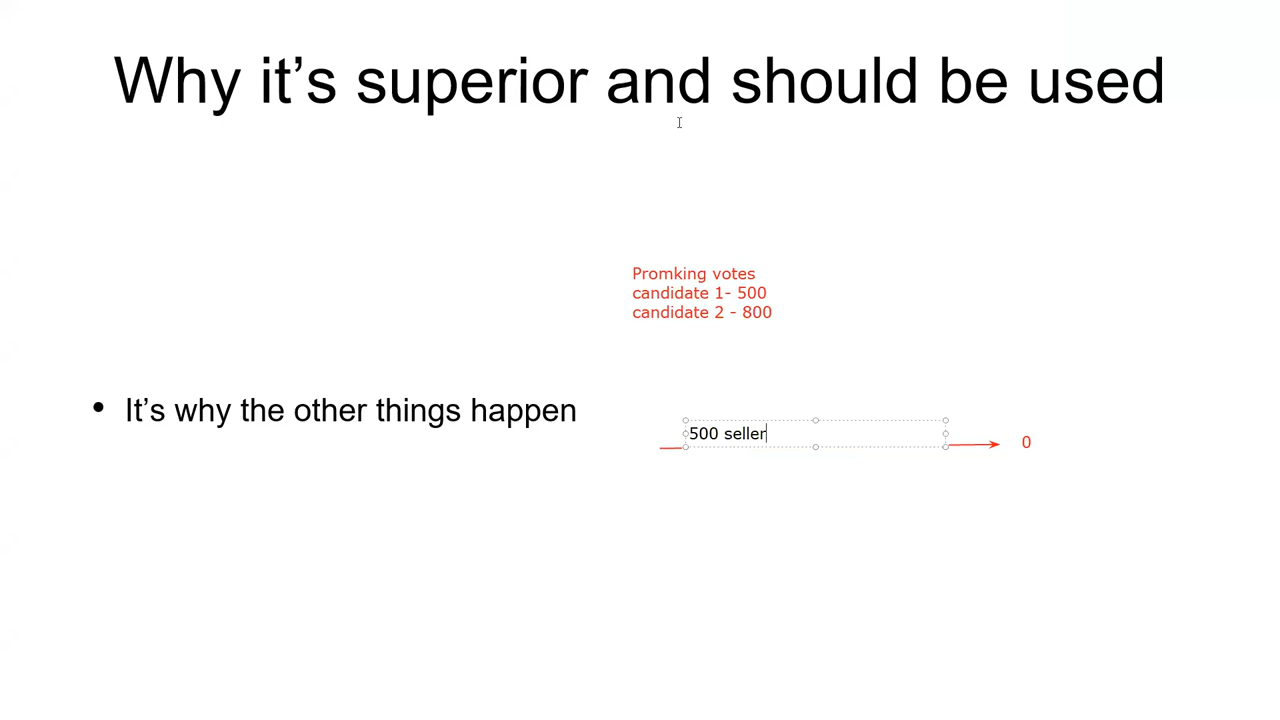 Why it’s superior and should be used
Promking votes
candidate 1- 500
candidate 2 - 800
• It’s why the other things happen
500 seller
0